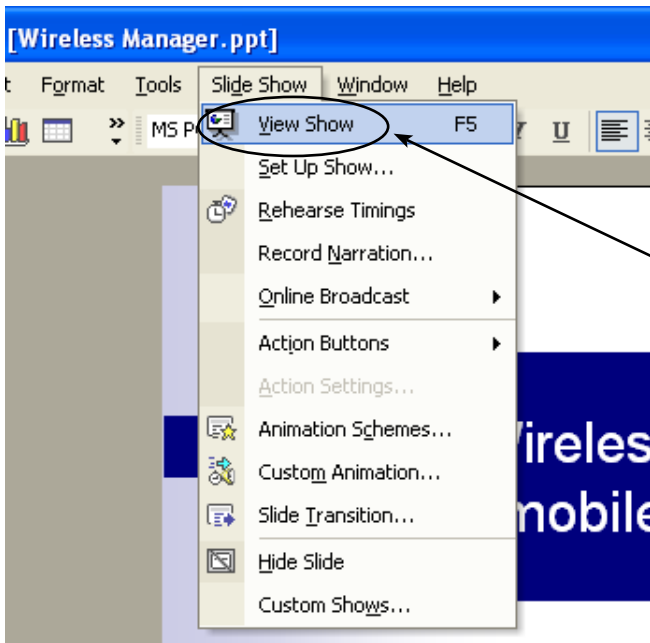 [Wireless Manager.ppt]
t Format Tools Slide Show Window Help
» MS P U
View Show F5
Set Up Show...
Rehearse Timings
Record Narration...
Online Broadcast
Action Buttons
Action Settings...
Animation Schemes...
Custom Animation...
ireles
Slide Transition...
mobile
Hide Slide
Custom Shows...